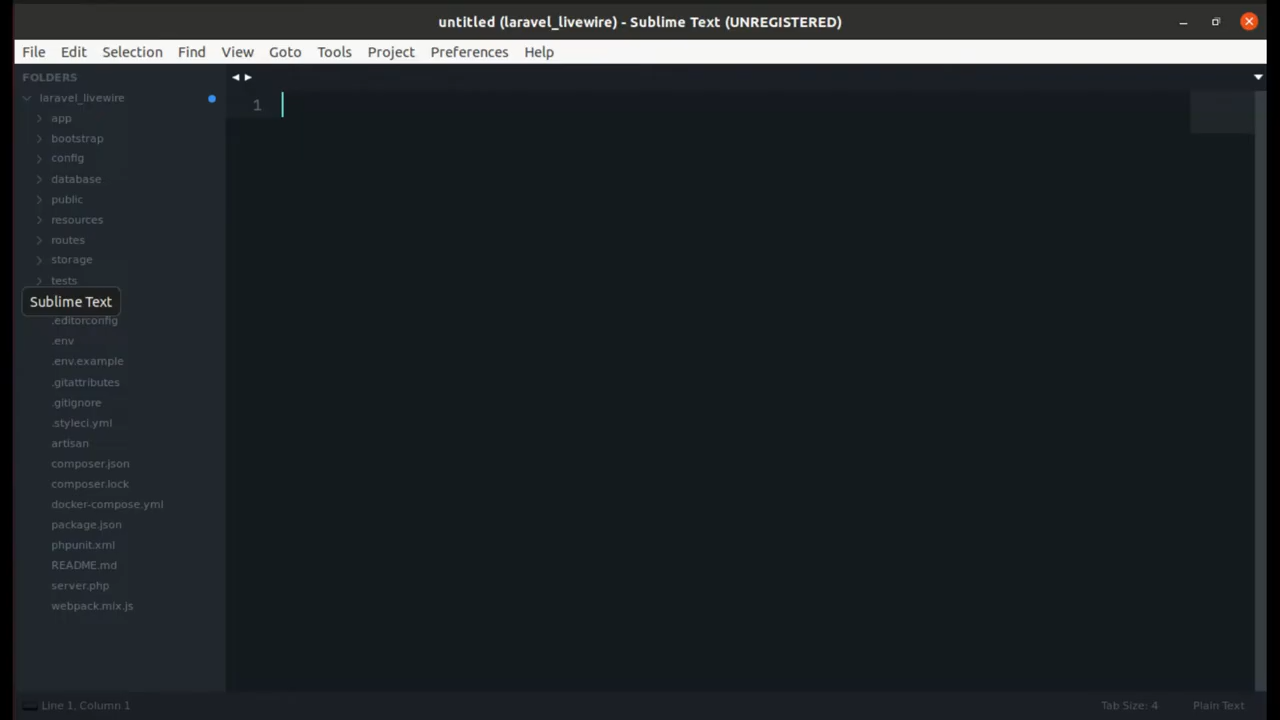 untitled (laravel_livewire) - Sublime Text (UNREGISTERED)
File Edit Selection Find View Goto Tools Project Preferences Help
FOLDERS
laravel_livewire
app
bootstrap
config
database
public
resources
routes
storage
tests
Sublime Text
.editorconfig
.env
.env.example
.gitattributes
.gitignore
.styleci.yml
artisan
composer.json
composer.lock
docker-compose.yml
package.json
phpunit.xml
README.md
server.php
webpack.mix.js
1
Line 1, Column 1
Tab Size: 4
Plain Text